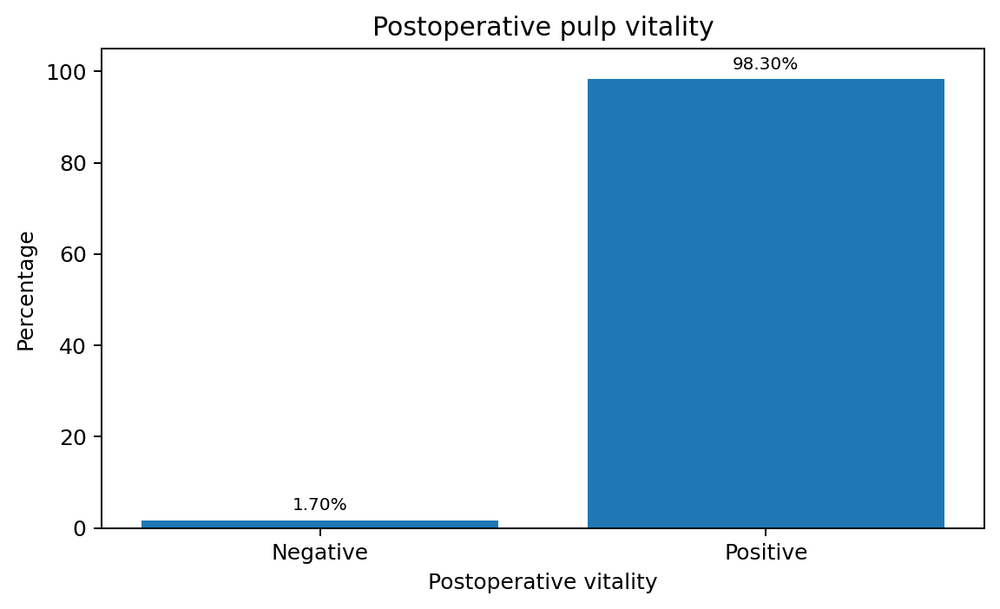 Postoperative pulp vitality
98.30%
100
80
60
40
20
0
Percentage
1.70%
Negative
Positive
Postoperative vitality